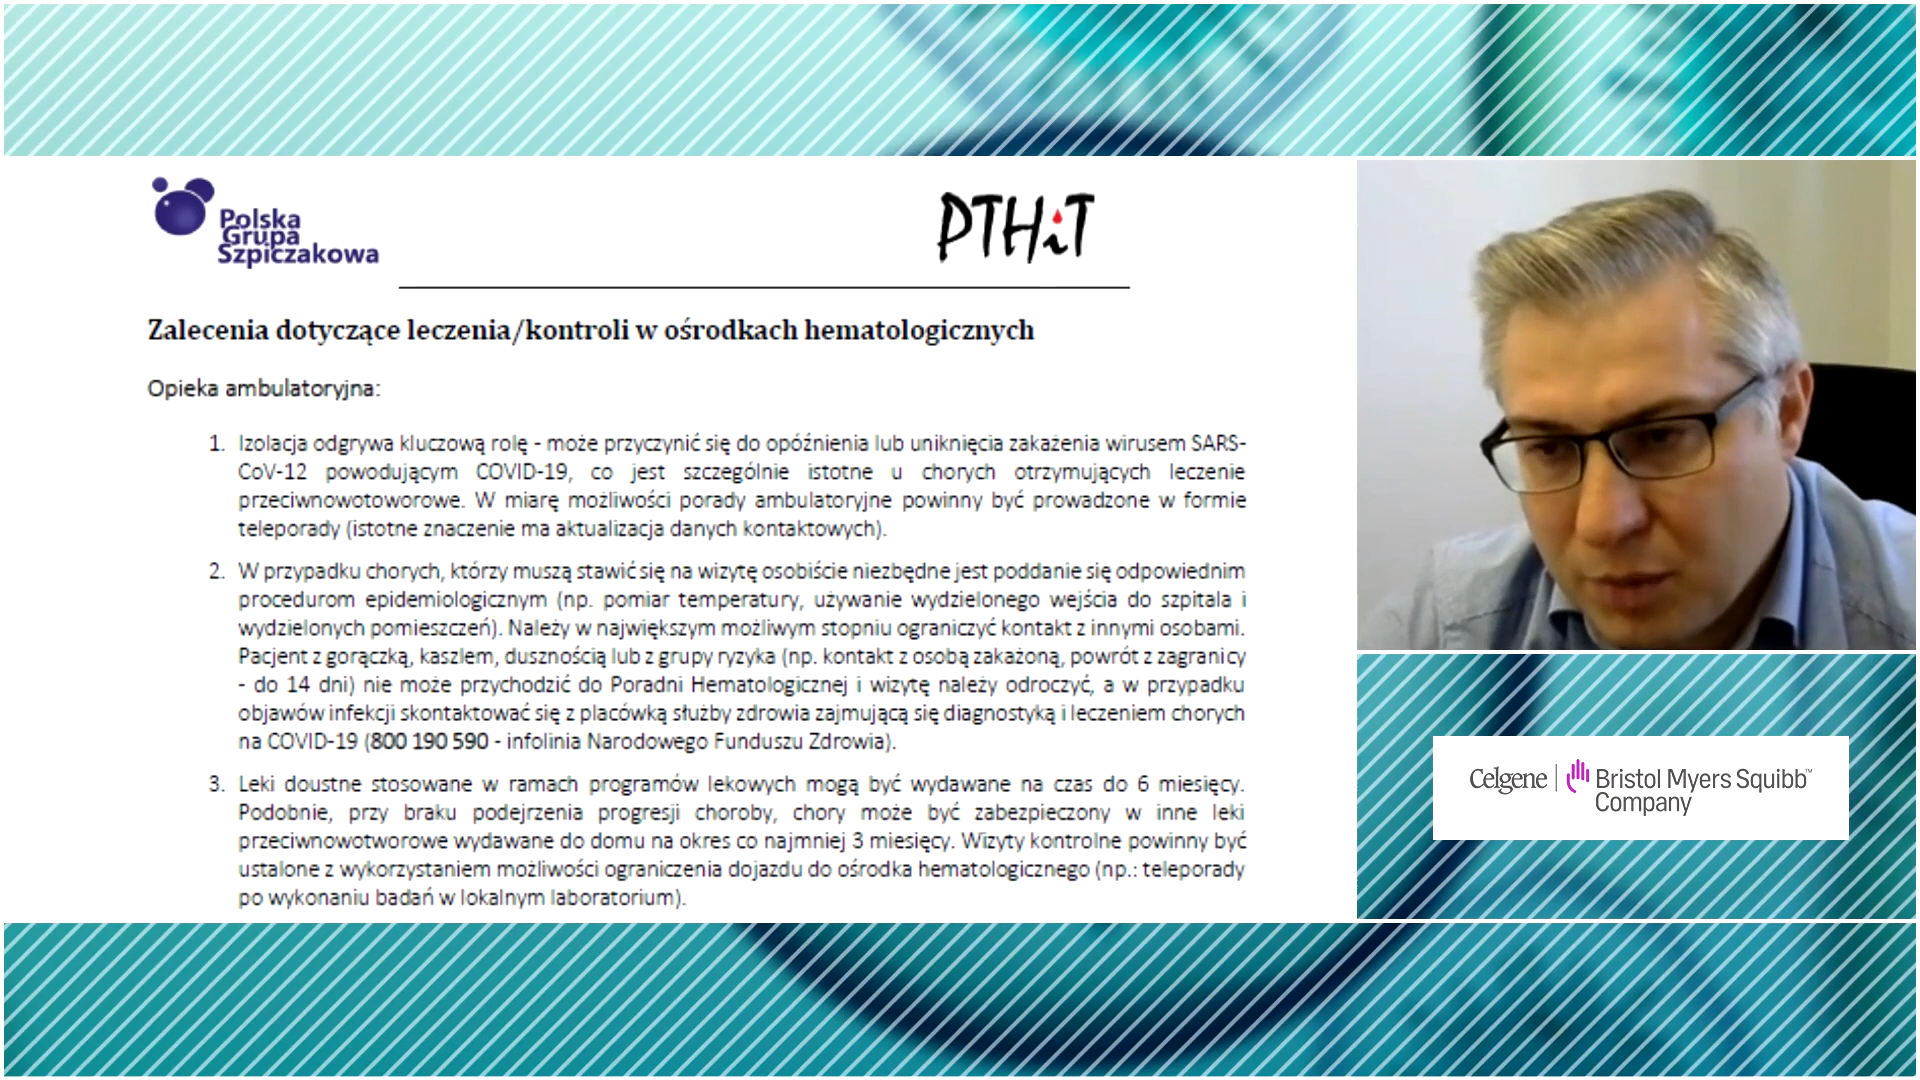 Polska
Grupa
Szpiczakowa
PTHiT
Zalecenia dotyczące leczenia/kontroli w ośrodkach hematologicznych
Opieka ambulatoryjna:
1. Izolacja odgrywa kluczową rolę - może przyczynić się do opóźnienia lub uniknięcia zakażenia wirusem SARS-
CoV-12 powodującym COVID-19, co jest szczególnie istotne u chorych otrzymujących leczenie
przeciwnowotoworowe. W miarę możliwości porady ambulatoryjne powinny być prowadzone w formie
teleporady (istotne znaczenie ma aktualizacja danych kontaktowych).
2. W przypadku chorych, którzy muszą stawić się na wizytę osobiście niezbędne jest poddanie się odpowiednim
procedurom epidemiologicznym (np. pomiar temperatury, używanie wydzielonego wejścia do szpitala i
wydzielonych pomieszczeń). Należy w największym możliwym stopniu ograniczyć kontakt z innymi osobami.
Pacjent z gorączką, kaszlem, dusznością lub z grupy ryzyka (np. kontakt z osobą zakażoną, powrót z zagranicy
- do 14 dni) nie może przychodzić do Poradni Hematologicznej i wizytę należy odroczyć, a w przypadku
objawów infekcji skontaktować się z placówką służby zdrowia zajmującą się diagnostyką i leczeniem chorych
na COVID-19 (800 190 590 - infolinia Narodowego Funduszu Zdrowia).
3. Leki doustne stosowane w ramach programów lekowych mogą być wydawane na czas do 6 miesięcy.
Podobnie, przy braku podejrzenia progresji choroby, chory może być zabezpieczony w inne leki
przeciwnowotworowe wydawane do domu na okres co najmniej 3 miesięcy. Wizyty kontrolne powinny być
ustalone z wykorzystaniem możliwości ograniczenia dojazdu do ośrodka hematologicznego (np.: teleporady
po wykonaniu badań w lokalnym laboratorium).
Celgene | Bristol Myers Squibb™
Company